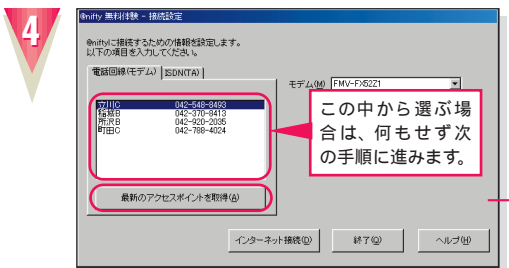 4
@nifty 無料体験 - 接続設定
@niftyに接続するための情報を設定します。
以下の項目を入力してください。
電話回線(モデム) ISDN(TA)
モデム(M) FMV-FX52Z1
立川C 042-548-8493
稲城B 042-370-8413
所沢B 042-920-2035
町田C 042-788-4024
この中から選ぶ場
合は、何もせず次
の手順に進みます。
最新のアクセスポイントを取得(A)
インターネット接続(D) 終了(Q) ヘルプ(H)